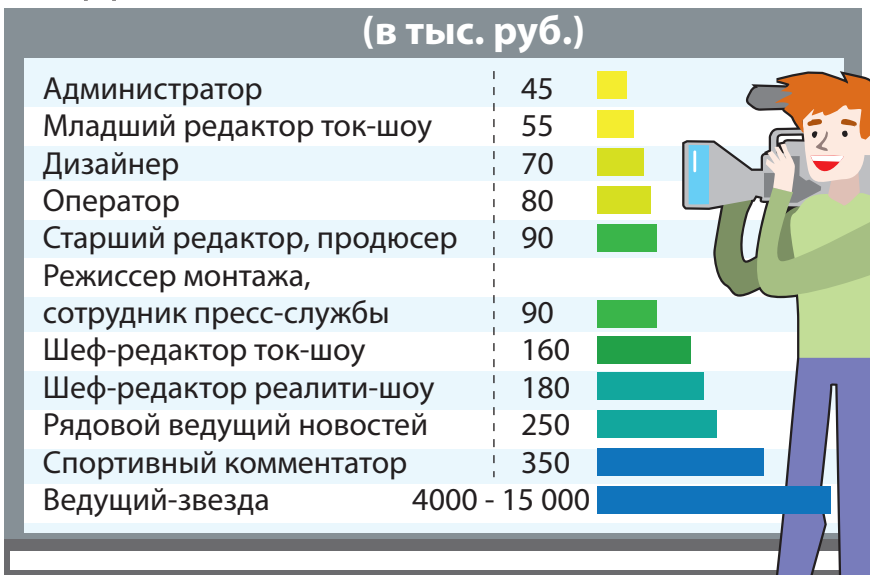 (в тыс. руб.)
Администратор 45
Младший редактор ток-шоу 55
Дизайнер 70
Оператор 80
Старший редактор, продюсер 90
Режиссер монтажа,
сотрудник пресс-службы 90
Шеф-редактор ток-шоу 160
Шеф-редактор реалити-шоу 180
Рядовой ведущий новостей 250
Спортивный комментатор 350
Ведущий-звезда 4000 - 15 000